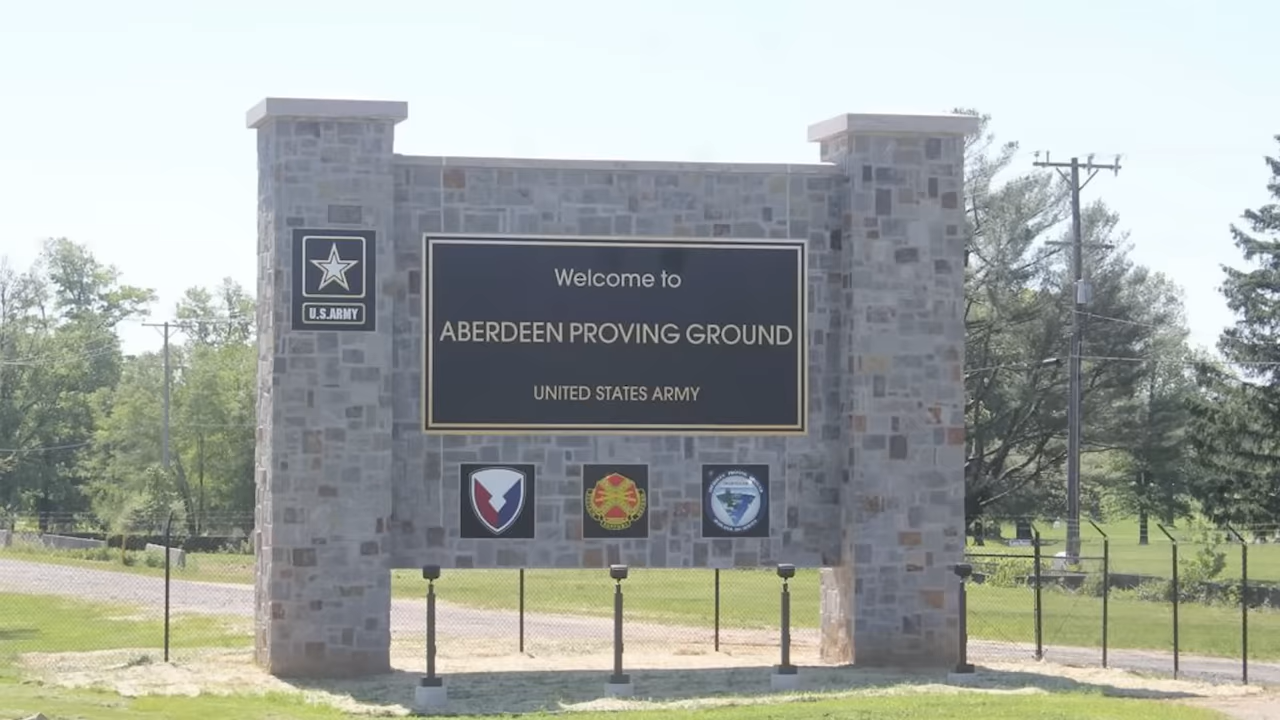 U.S.ARMY
Welcome to
ABERDEEN PROVING GROUND
UNITED STATES ARMY